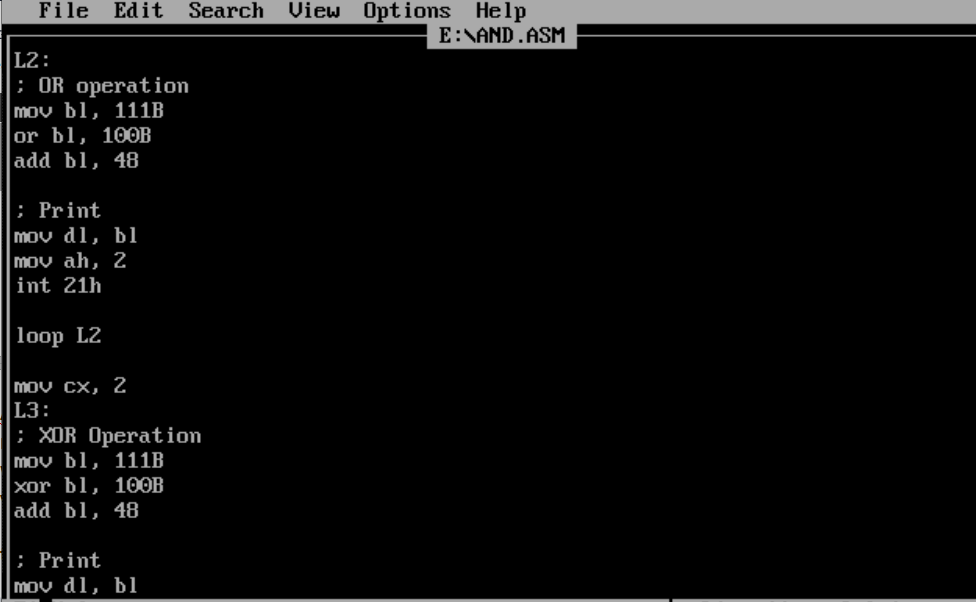 File Edit Search View Options Help
E:\AND.ASM
L2:
; OR operation
mov bl, 111B
or bl, 100B
add bl, 48
; Print
mov dl, bl
mov ah, 2
int 21h
loop L2
mov cx, 2
L3:
; XOR Operation
mov bl, 111B
xor bl, 100B
add bl, 48
; Print
mov dl, bl